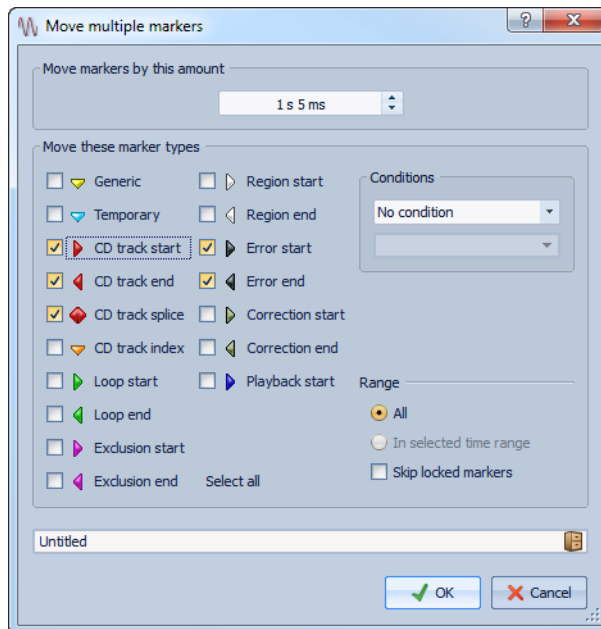 Move multiple markers
Move markers by this amount
1 s 5 ms
Move these marker types
Generic
Region start
Temporary
Region end
CD track start
Error start
CD track end
Error end
CD track splice
Correction start
CD track index
Correction end
Loop start
Playback start
Loop end
Exclusion start
Exclusion end
Select all
Conditions
No condition
Range
All
In selected time range
Skip locked markers
Untitled
OK
Cancel